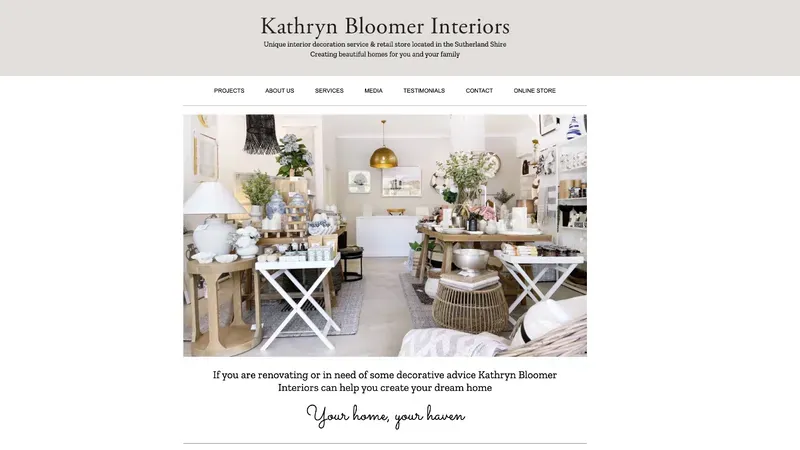 Kathryn Bloomer Interiors
Unique interior decoration service & retail store located in the Sutherland Shire
Creating beautiful homes for you and your family
PROJECTS ABOUT US SERVICES MEDIA TESTIMONIALS CONTACT ONLINE STORE
If you are renovating or in need of some decorative advice Kathryn Bloomer
Interiors can help you create your dream home
Your home, your haven